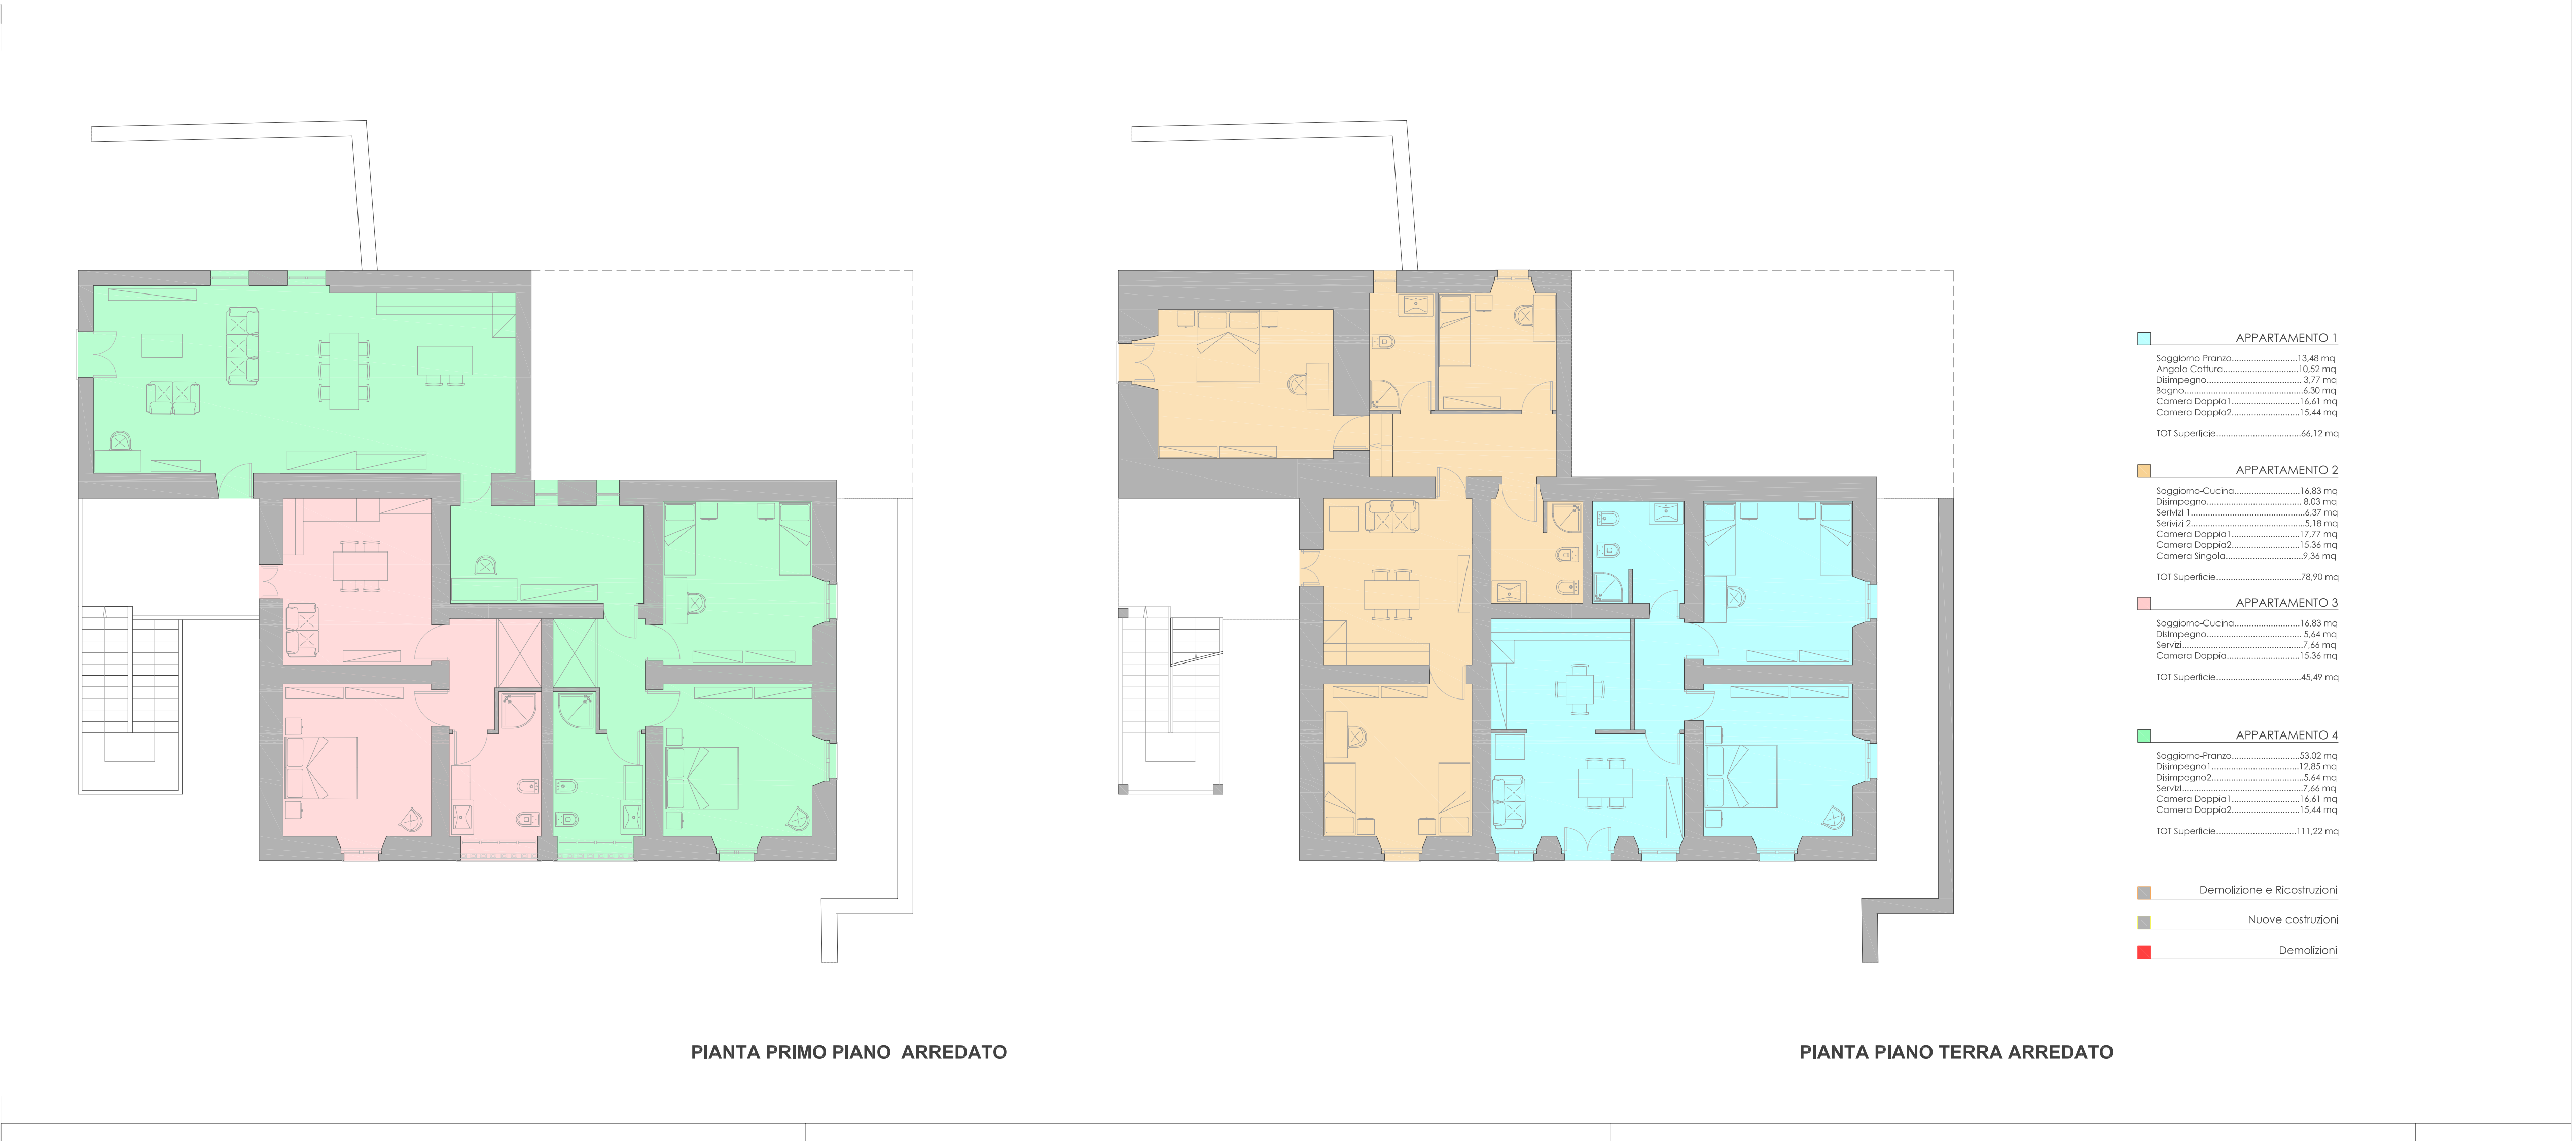 APPARTAMENTO 1
Soggiorno-Pranzo...........................13,48 mq
Angolo Cottura...............................10,52 mq
Disimpegno....................................... 3,77 mq
Bagno.................................................6,30 mq
Camera Doppia1............................16,61 mq
Camera Doppia2............................15,44 mq
TOT Superficie...................................66,12 mq
APPARTAMENTO 2
Soggiorno-Cucina...........................16,83 mq
Disimpegno....................................... 8,03 mq
Serivizi 1...............................................6,37 mq
Serivizi 2...............................................5,18 mq
Camera Doppia1............................17,77 mq
Camera Doppia2............................15,36 mq
Camera Singola................................9,36 mq
TOT Superficie...................................78,90 mq
APPARTAMENTO 3
Soggiorno-Cucina...........................16,83 mq
Disimpegno....................................... 5,64 mq
Servizi..................................................7,66 mq
Camera Doppia..............................15,36 mq
TOT Superficie...................................45,49 mq
APPARTAMENTO 4
Soggiorno-Pranzo............................53,02 mq
Disimpegno1....................................12,85 mq
Disimpegno2......................................5,64 mq
Servizi..................................................7,66 mq
Camera Doppia1............................16,61 mq
Camera Doppia2............................15,44 mq
TOT Superficie.................................111,22 mq
Demolizione e Ricostruzioni
Nuove costruzioni
Demolizioni
PIANTA PRIMO PIANO  ARREDATO
PIANTA PIANO TERRA ARREDATO